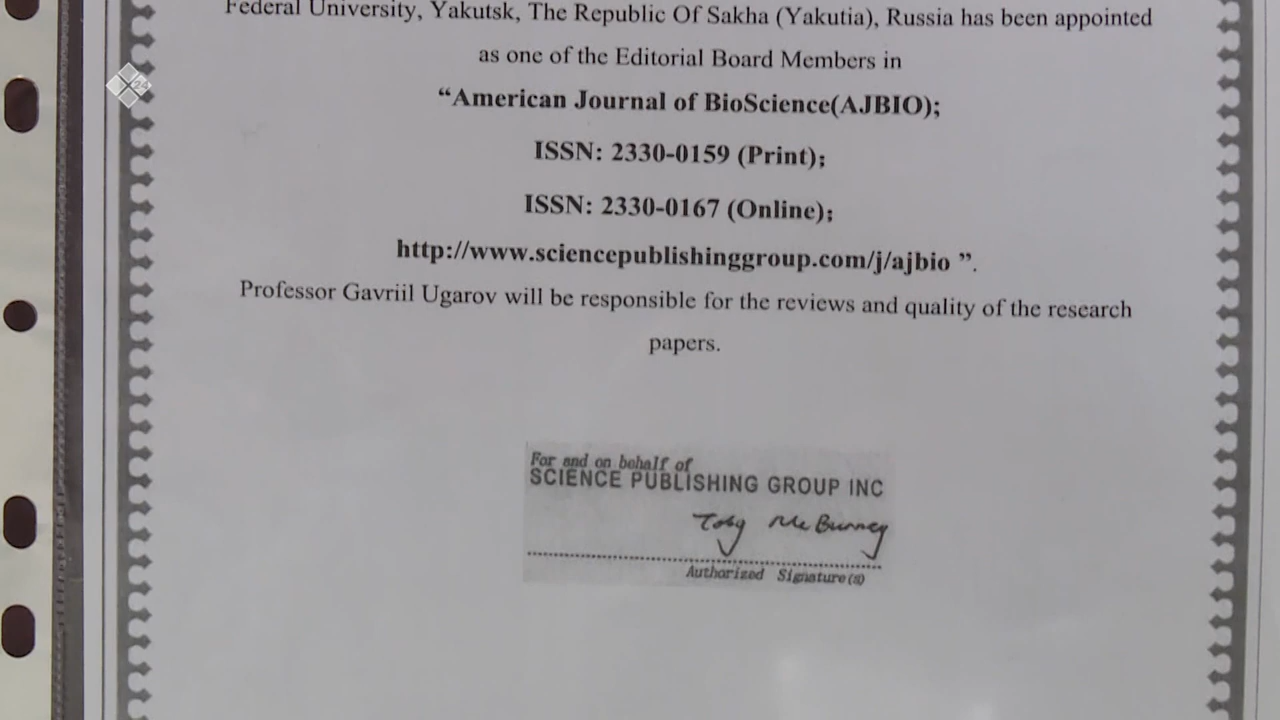 Federal University, Yakutsk, The Republic Of Sakha (Yakutia), Russia has been appointed
as one of the Editorial Board Members in
“American Journal of BioScience(AJBIO);
ISSN: 2330-0159 (Print);
ISSN: 2330-0167 (Online);
http://www.sciencepublishinggroup.com/j/ajbio ”.
Professor Gavriil Ugarov will be responsible for the reviews and quality of the research
papers.
For and on behalf of
SCIENCE PUBLISHING GROUP INC
Toby McBurney
Authorized Signature(s)